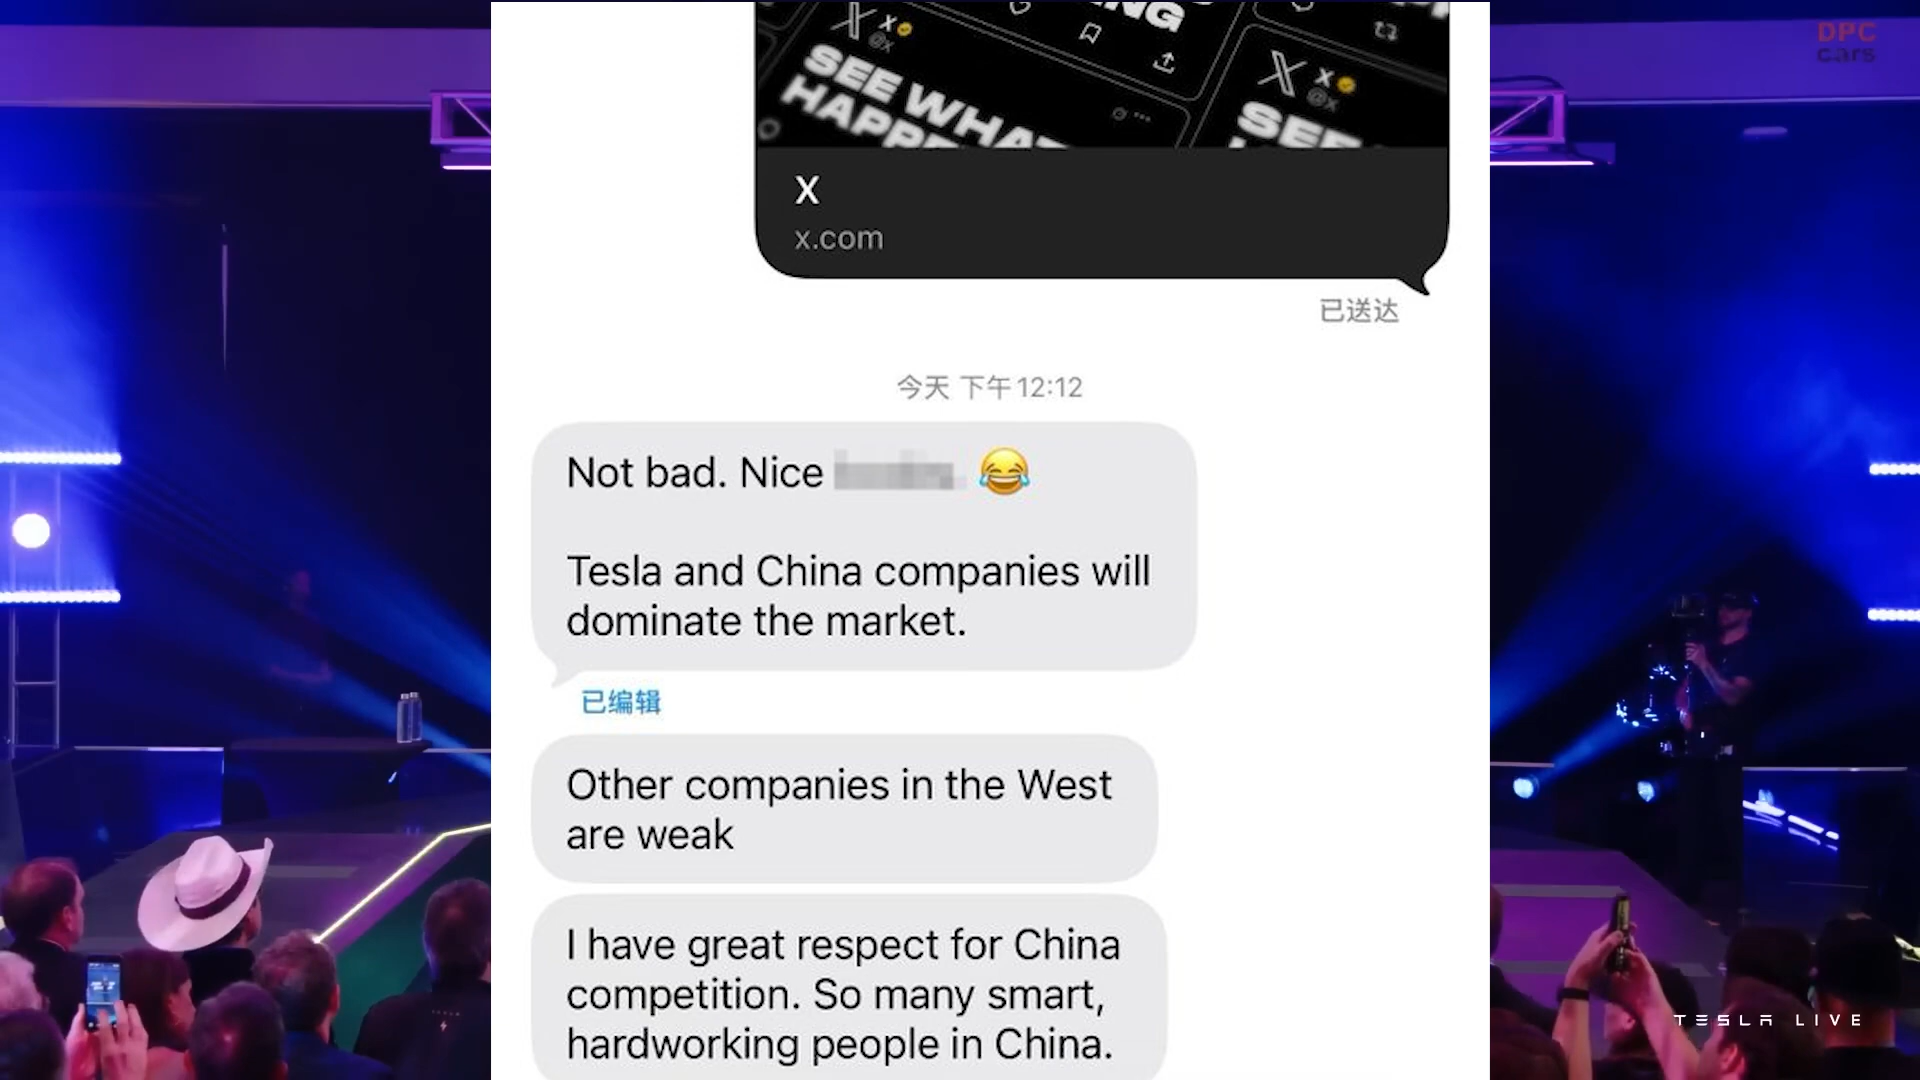 DPC
cars
X
@x
SEE WHAT
X
@x
SEE
X
x.com
已送达
今天 下午12:12
Not bad. Nice 😂
Tesla and China companies will
dominate the market.
已编辑
Other companies in the West
are weak
I have great respect for China
competition. So many smart,
hardworking people in China.
TESLA LIVE